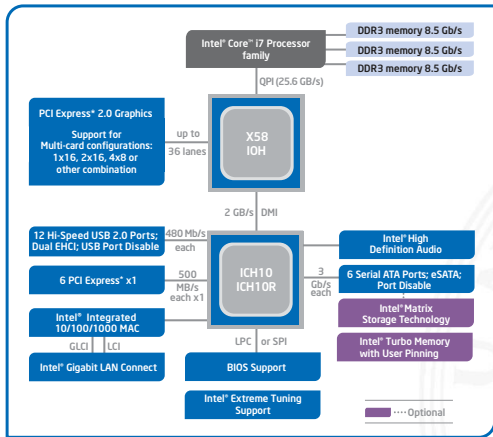 Intel® Core™ i7 Processor
family
DDR3 memory 8.5 Gb/s
DDR3 memory 8.5 Gb/s
DDR3 memory 8.5 Gb/s
QPI (25.6 GB/s)
PCI Express* 2.0 Graphics
Support for
Multi-card configurations:
1x16, 2x16, 4x8 or
other combination
up to
36 lanes
X58
IOH
2 GB/s DMI
12 Hi-Speed USB 2.0 Ports;
Dual EHCI; USB Port Disable
480 Mb/s
each
Intel® High
Definition Audio
6 PCI Express* x1
500
MB/s
each x1
ICH10
ICH10R
3
Gb/s
each
6 Serial ATA Ports; eSATA;
Port Disable
Intel® Matrix
Storage Technology
Intel® Integrated
10/100/1000 MAC
GLCI LCI
Intel® Gigabit LAN Connect
LPC or SPI
BIOS Support
Intel® Turbo Memory
with User Pinning
Intel® Extreme Tuning
Support
Optional